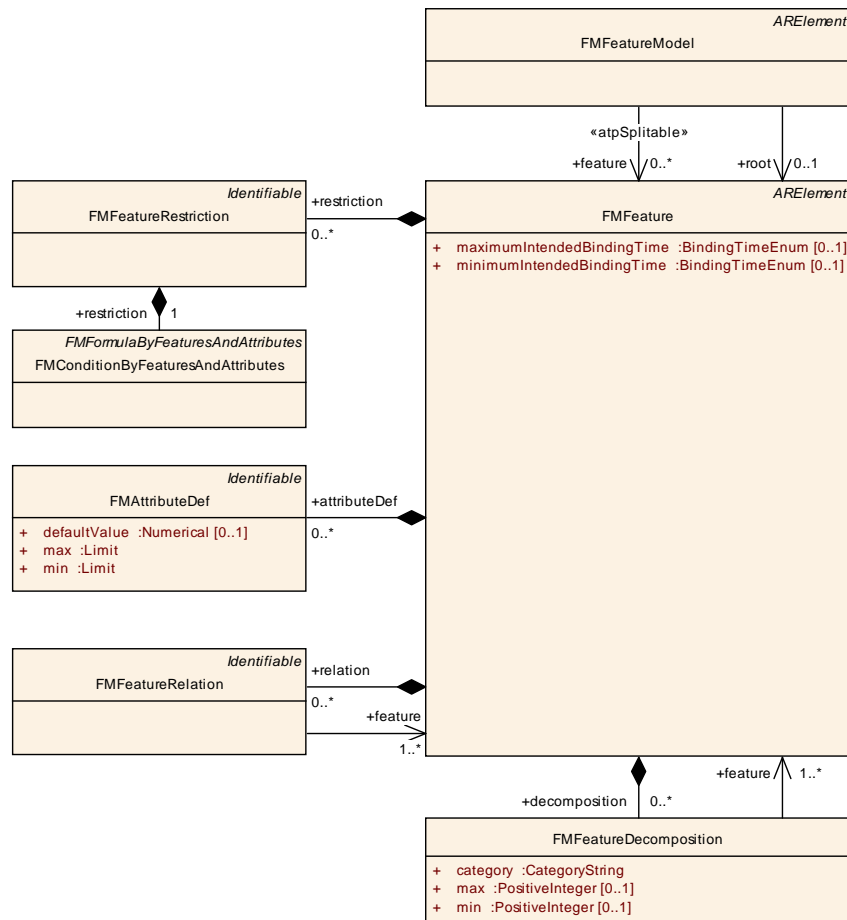 ARElement
FMFeatureModel
«atpSplitable»
+feature 0..*
+root 0..1
Identifiable
FMFeatureRestriction
+restriction
0..*
ARElement
FMFeature
+ maximumIntendedBindingTime :BindingTimeEnum [0..1]
+ minimumIntendedBindingTime :BindingTimeEnum [0..1]
+restriction 1
FMFormulaByFeaturesAndAttributes
FMConditionByFeaturesAndAttributes
Identifiable
FMAttributeDef
+ defaultValue :Numerical [0..1]
+ max :Limit
+ min :Limit
+attributeDef
0..*
Identifiable
FMFeatureRelation
+relation
0..*
+feature
1..*
+feature 1..*
+decomposition 0..*
FMFeatureDecomposition
+ category :CategoryString
+ max :PositiveInteger [0..1]
+ min :PositiveInteger [0..1]